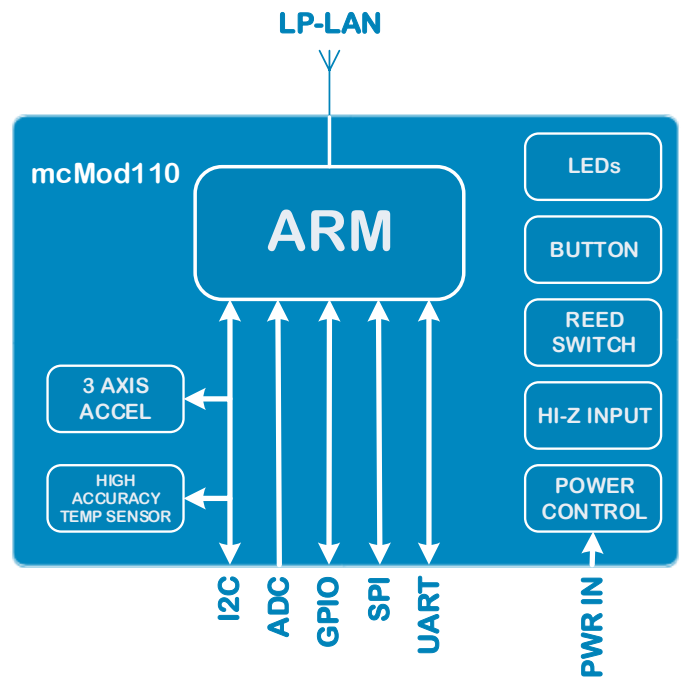 LP-LAN
mcMod110
ARM
LEDs
BUTTON
REED
SWITCH
HI-Z INPUT
POWER
CONTROL
3 AXIS
ACCEL
HIGH
ACCURACY
TEMP SENSOR
I2C
ADC
GPIO
SPI
UART
PWR IN